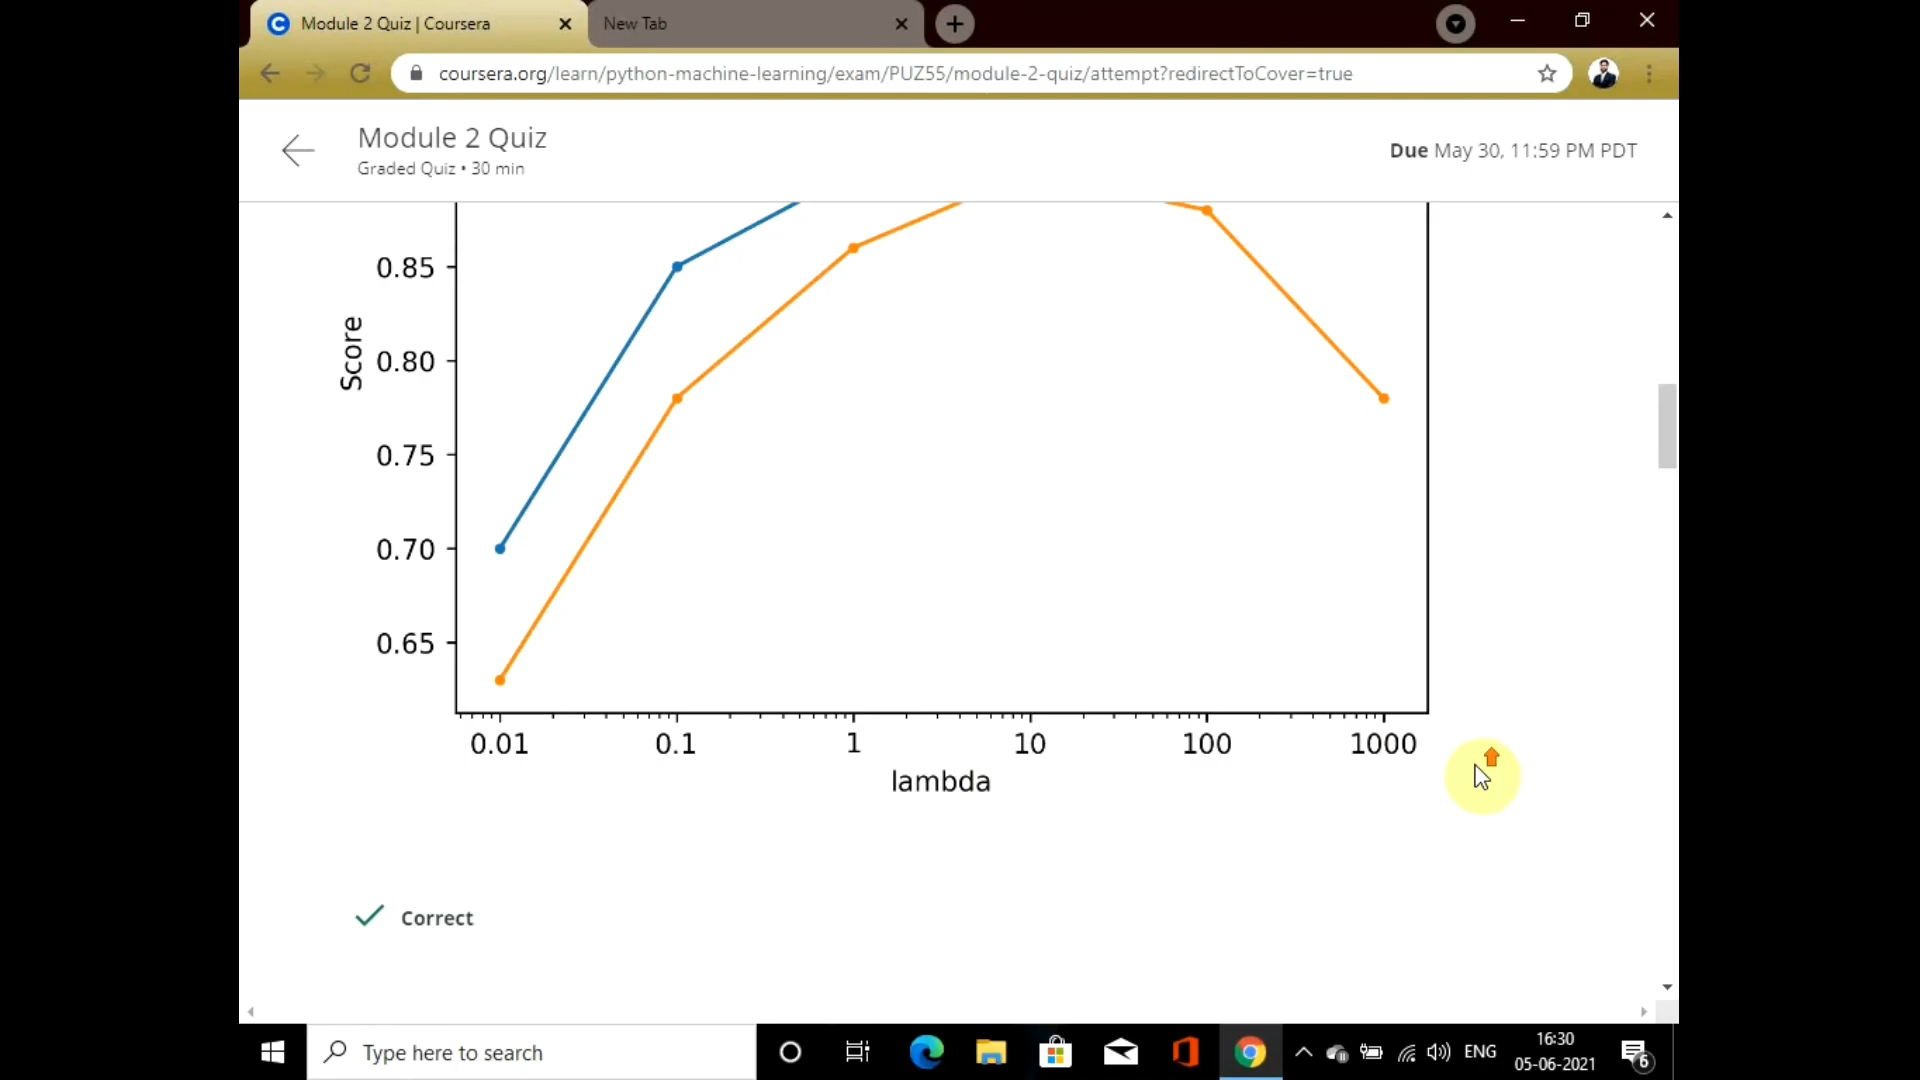 Module 2 Quiz | Coursera
New Tab
coursera.org/learn/python-machine-learning/exam/PUZ55/module-2-quiz/attempt?redirectToCover=true
Module 2 Quiz
Graded Quiz • 30 min
Due May 30, 11:59 PM PDT
Score
0.85
0.80
0.75
0.70
0.65
0.01 0.1 1 10 100 1000
lambda
Correct
Type here to search
ENG
16:30
05-06-2021
6